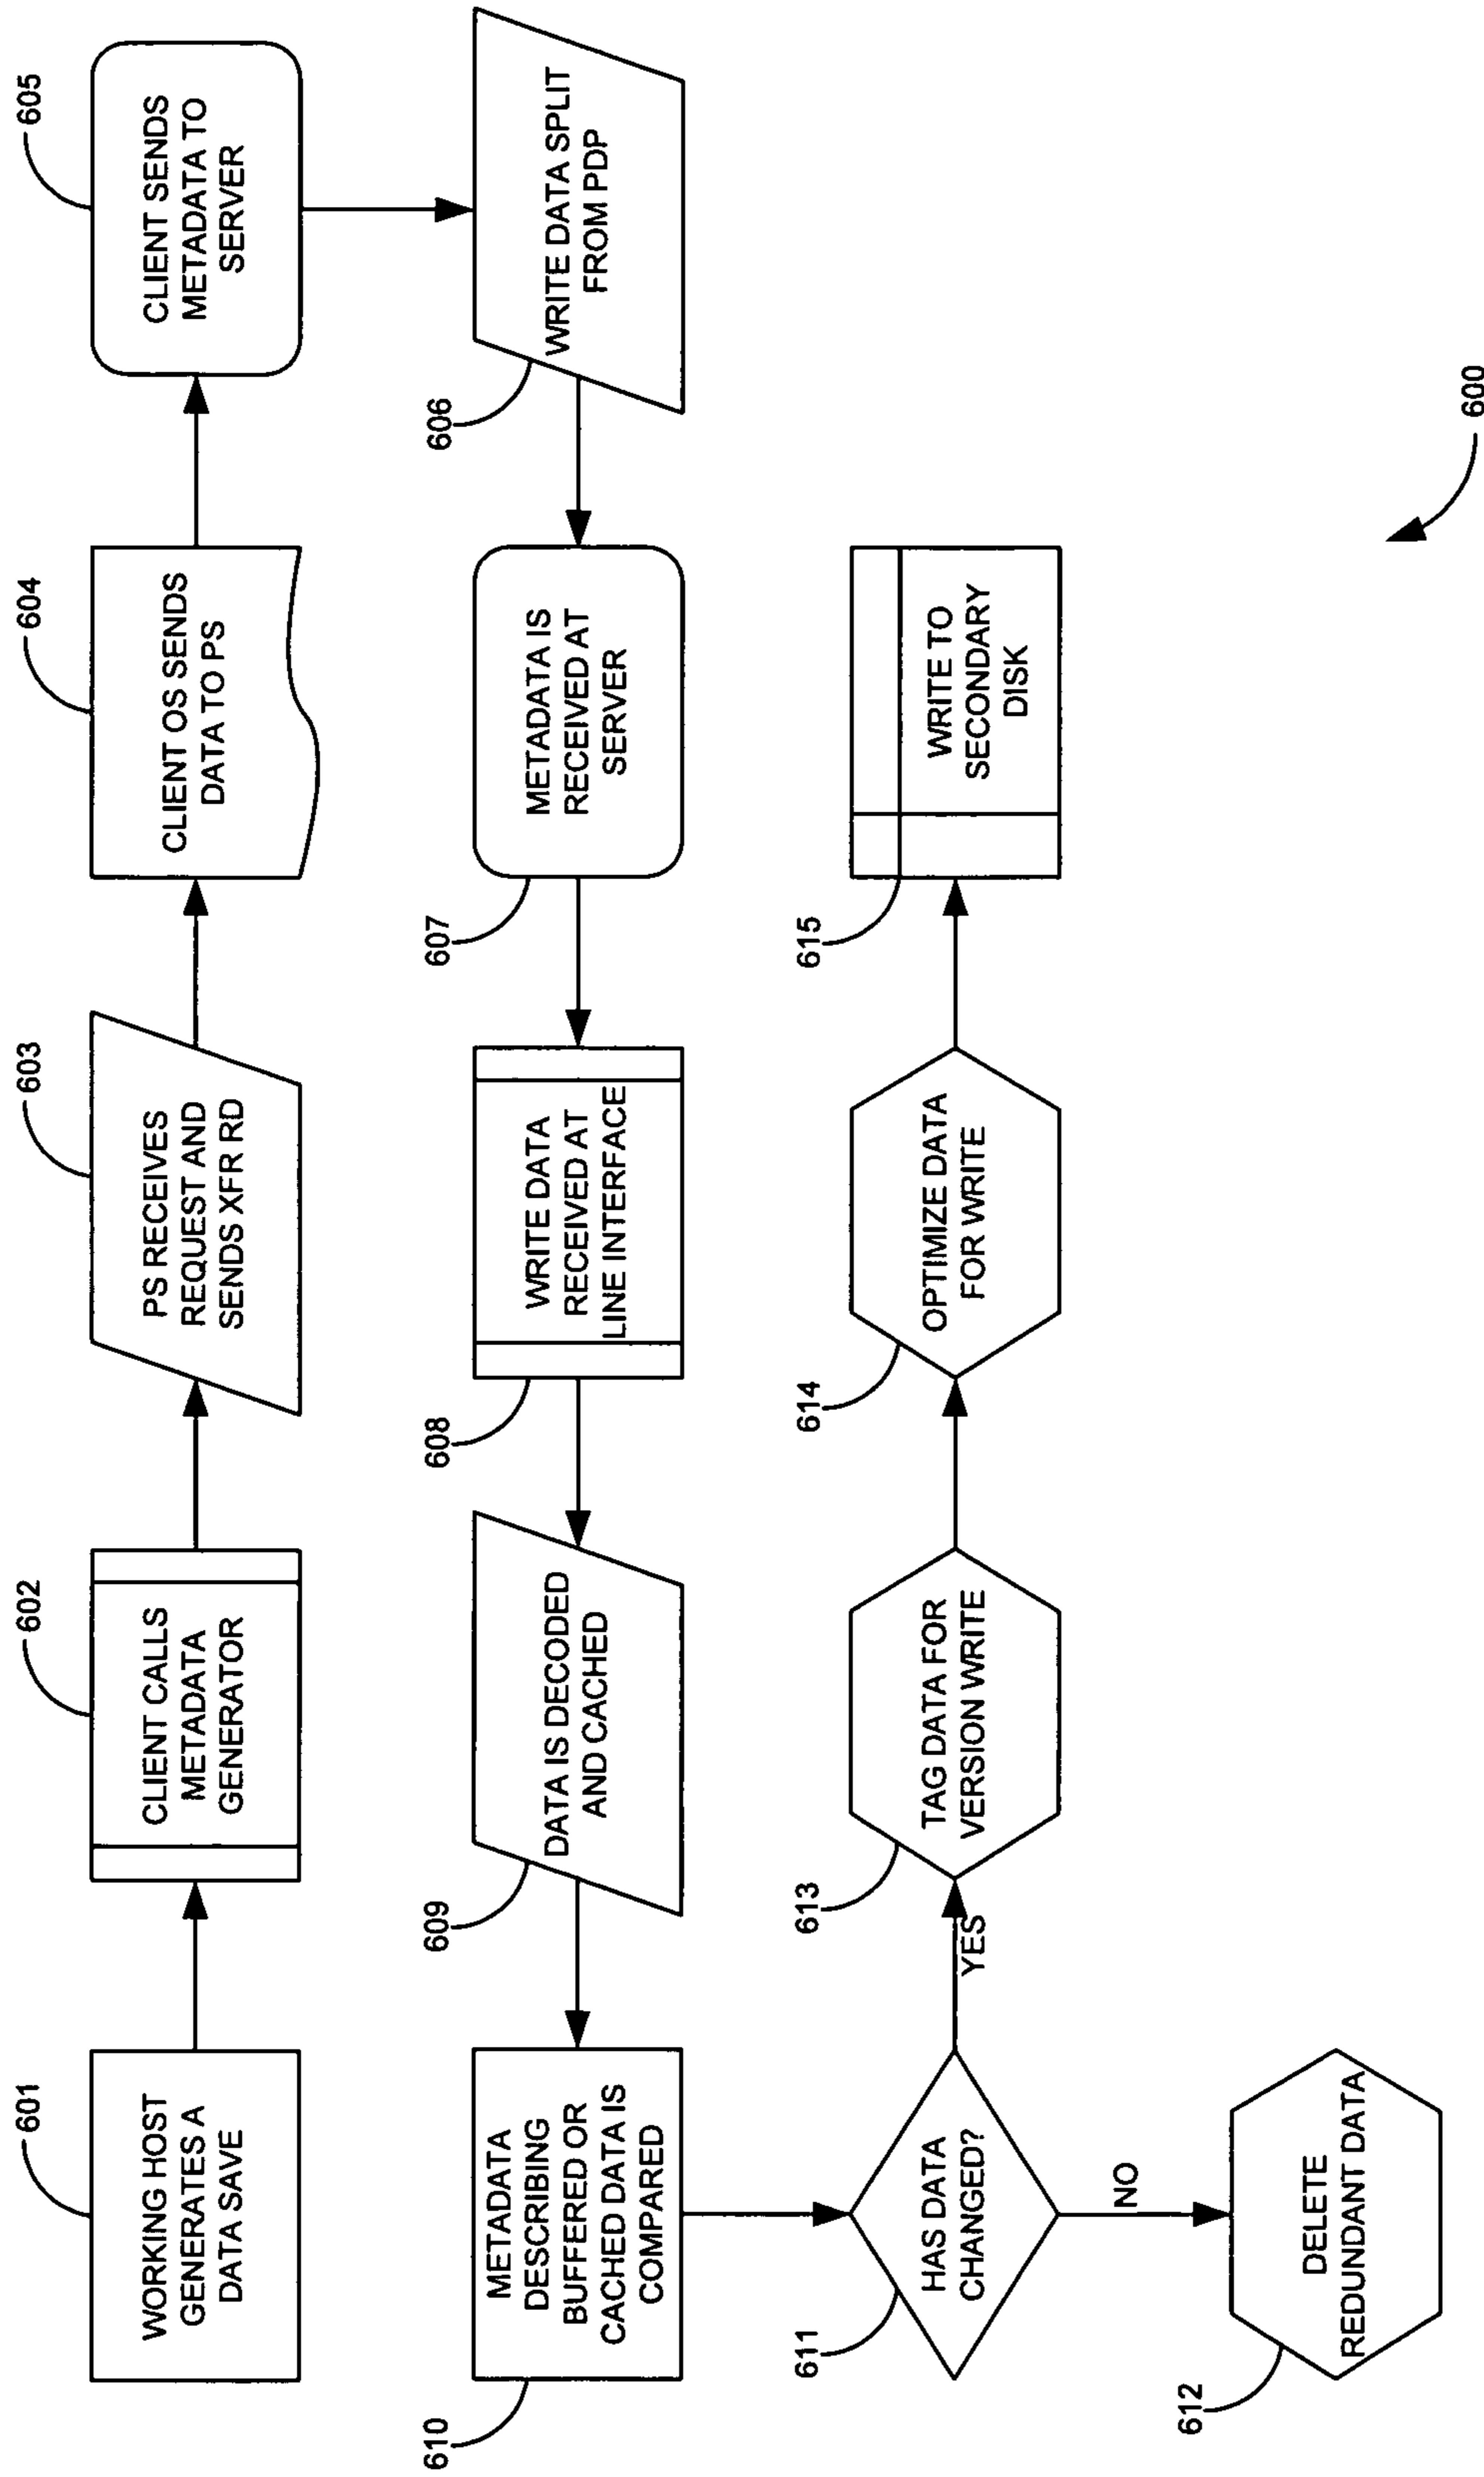 601
WORKING HOST
GENERATES A
DATA SAVE
602
CLIENT CALLS
METADATA
GENERATOR
603
PS RECEIVES
REQUEST AND
SENDS XFR RD
604
CLIENT OS SENDS
DATA TO PS
605
CLIENT SENDS
METADATA TO
SERVER
606
WRITE DATA SPLIT
FROM PDP
607
METADATA IS
RECEIVED AT
SERVER
608
WRITE DATA
RECEIVED AT
LINE INTERFACE
609
DATA IS DECODED
AND CACHED
610
METADATA
DESCRIBING
BUFFERED OR
CACHED DATA IS
COMPARED
611
HAS DATA
CHANGED?
YES
NO
612
DELETE
REDUNDANT DATA
613
TAG DATA FOR
VERSION WRITE
614
OPTIMIZE DATA
FOR WRITE
615
WRITE TO
SECONDARY
DISK
600